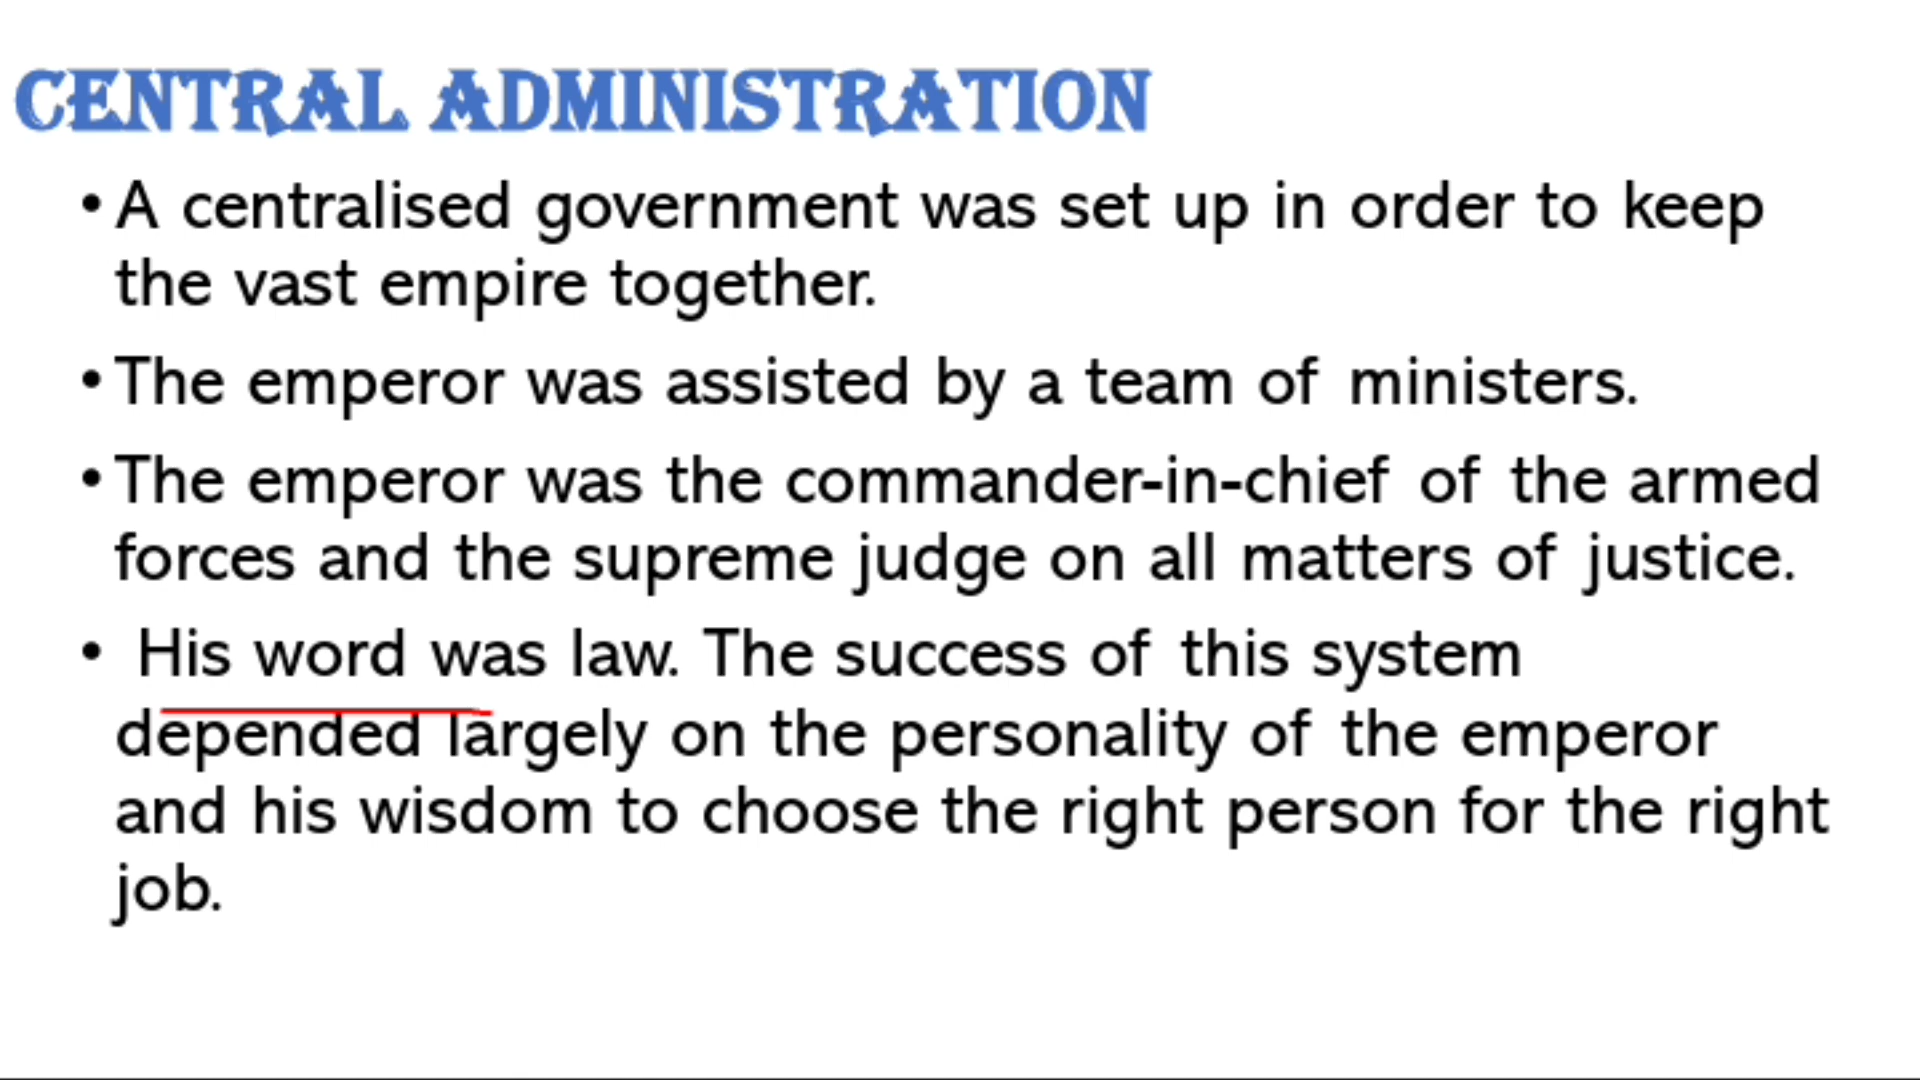 CENTRAL ADMINISTRATION
• A centralised government was set up in order to keep
the vast empire together.
• The emperor was assisted by a team of ministers.
• The emperor was the commander-in-chief of the armed
forces and the supreme judge on all matters of justice.
• His word was law. The success of this system
depended largely on the personality of the emperor
and his wisdom to choose the right person for the right
job.